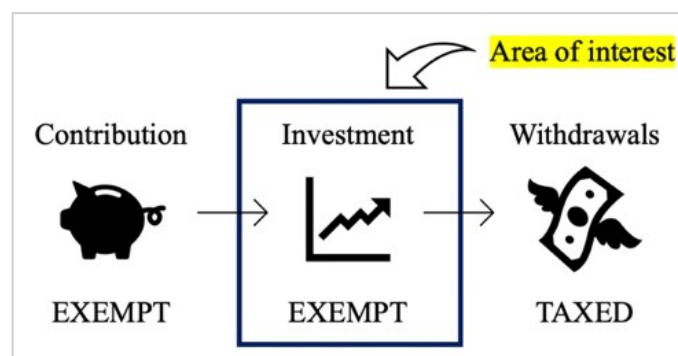 Area of interest
Contribution
Investment
Withdrawals
EXEMPT
EXEMPT
TAXED